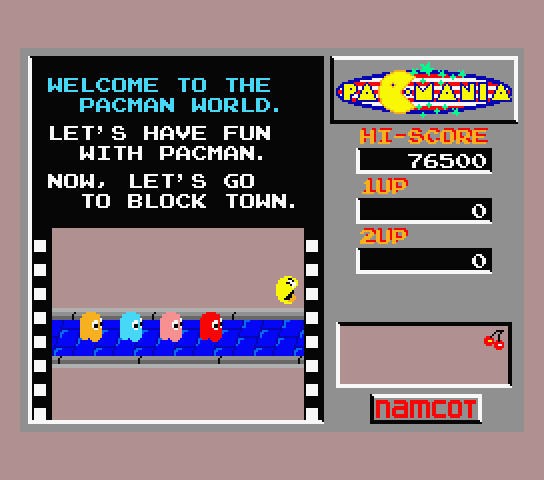 WELCOME TO THE
PACMAN WORLD.
LET'S HAVE FUN
WITH PACMAN.
NOW, LET'S GO
TO BLOCK TOWN.
PAC MANIA
HI-SCORE
76500
1UP
0
2UP
0
namcot